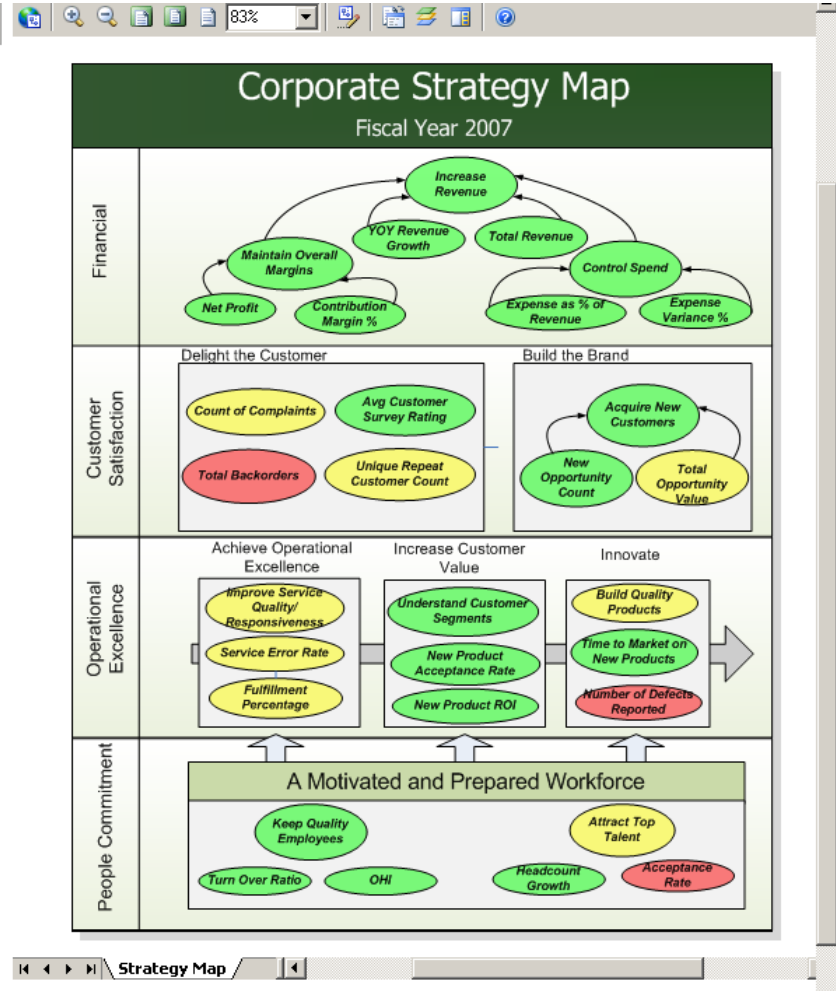 83%
Corporate Strategy Map
Fiscal Year 2007
Financial
Increase
Revenue
YOY Revenue
Growth
Total Revenue
Maintain Overall
Margins
Control Spend
Net Profit
Contribution
Margin %
Expense as % of
Revenue
Expense
Variance %
Customer
Satisfaction
Delight the Customer
Count of Complaints
Avg Customer
Survey Rating
Total Backorders
Unique Repeat
Customer Count
Build the Brand
Acquire New
Customers
New
Opportunity
Count
Total
Opportunity
Value
Operational
Excellence
Achieve Operational
Excellence
Improve Service
Quality/
Responsiveness
Service Error Rate
Fulfillment
Percentage
Increase Customer
Value
Understand Customer
Segments
New Product
Acceptance Rate
New Product ROI
Innovate
Build Quality
Products
Time to Market on
New Products
Number of Defects
Reported
People Commitment
A Motivated and Prepared Workforce
Keep Quality
Employees
Turn Over Ratio
OHI
Attract Top
Talent
Headcount
Growth
Acceptance
Rate
Strategy Map